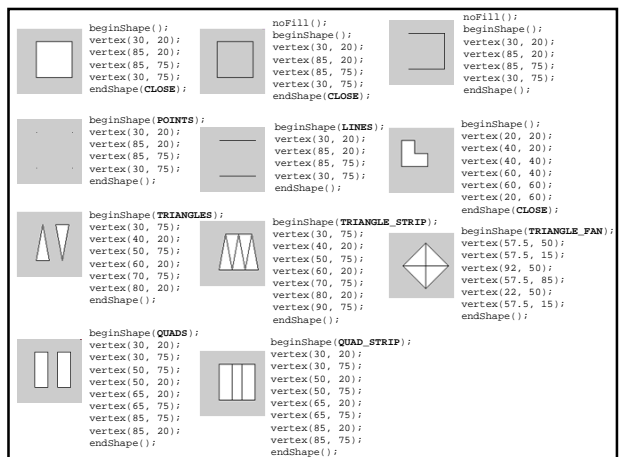 beginShape();
vertex(30, 20);
vertex(85, 20);
vertex(85, 75);
vertex(30, 75);
endShape(CLOSE);
noFill();
beginShape();
vertex(30, 20);
vertex(85, 20);
vertex(85, 75);
vertex(30, 75);
endShape(CLOSE);
noFill();
beginShape();
vertex(30, 20);
vertex(85, 20);
vertex(85, 75);
vertex(30, 75);
endShape();
beginShape(POINTS);
vertex(30, 20);
vertex(85, 20);
vertex(85, 75);
vertex(30, 75);
endShape();
beginShape(LINES);
vertex(30, 20);
vertex(85, 20);
vertex(85, 75);
vertex(30, 75);
endShape();
beginShape();
vertex(20, 20);
vertex(40, 20);
vertex(40, 40);
vertex(60, 40);
vertex(60, 60);
vertex(20, 60);
endShape(CLOSE);
beginShape(TRIANGLES);
vertex(30, 75);
vertex(40, 20);
vertex(50, 75);
vertex(60, 20);
vertex(70, 75);
vertex(80, 20);
endShape();
beginShape(TRIANGLE_STRIP);
vertex(30, 75);
vertex(40, 20);
vertex(50, 75);
vertex(60, 20);
vertex(70, 75);
vertex(80, 20);
vertex(90, 75);
endShape();
beginShape(TRIANGLE_FAN);
vertex(57.5, 50);
vertex(57.5, 15);
vertex(92, 50);
vertex(57.5, 85);
vertex(22, 50);
vertex(57.5, 15);
endShape();
beginShape(QUADS);
vertex(30, 20);
vertex(30, 75);
vertex(50, 75);
vertex(50, 20);
vertex(65, 20);
vertex(65, 75);
vertex(85, 75);
vertex(85, 20);
endShape();
beginShape(QUAD_STRIP);
vertex(30, 20);
vertex(30, 75);
vertex(50, 20);
vertex(50, 75);
vertex(65, 20);
vertex(65, 75);
vertex(85, 20);
vertex(85, 75);
endShape();